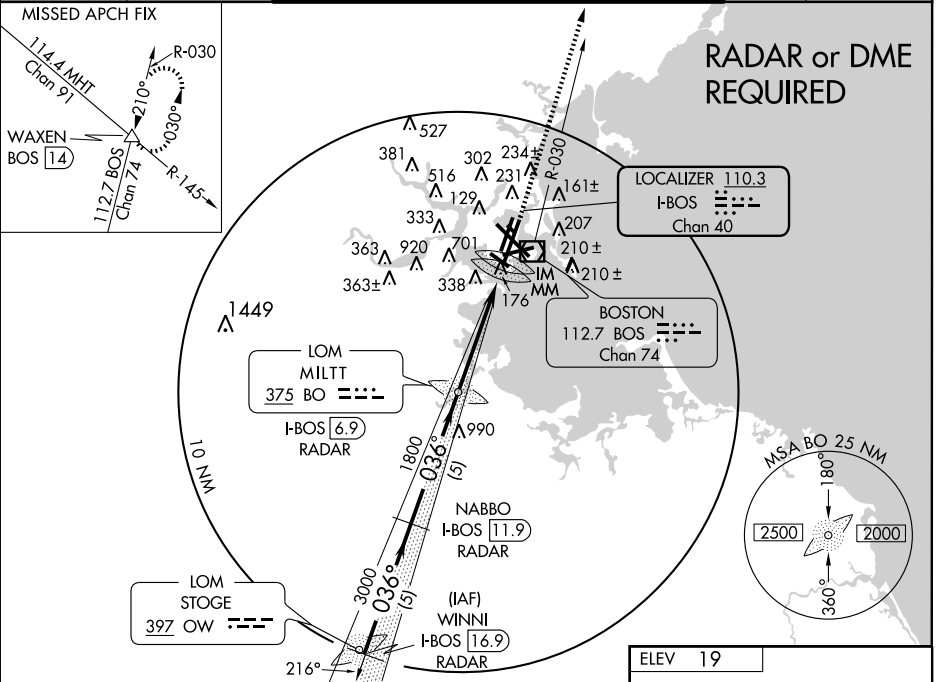 MISSED APCH FIX
114.4 MHT
Chan 91
R-030
210°
030°
WAXEN
BOS 14
112.7 BOS
Chan 74
R-145
RADAR or DME
REQUIRED
527
381
302
234±
516
231
129
161±
333
207
363
920
701
210 ±
363±
338
210 ±
176
IM
MM
R-030
1449
LOCALIZER 110.3
I-BOS
Chan 40
BOSTON
112.7 BOS
Chan 74
LOM
MILTT
375 BO
I-BOS 6.9
RADAR
990
1800
036°
(5)
10 NM
NABBO
I-BOS 11.9
RADAR
3000
036°
(5)
LOM
STOGE
397 OW
(IAF)
WINNI
I-BOS 16.9
RADAR
216°
MSA BO 25 NM
180°
2500
2000
360°
ELEV 19